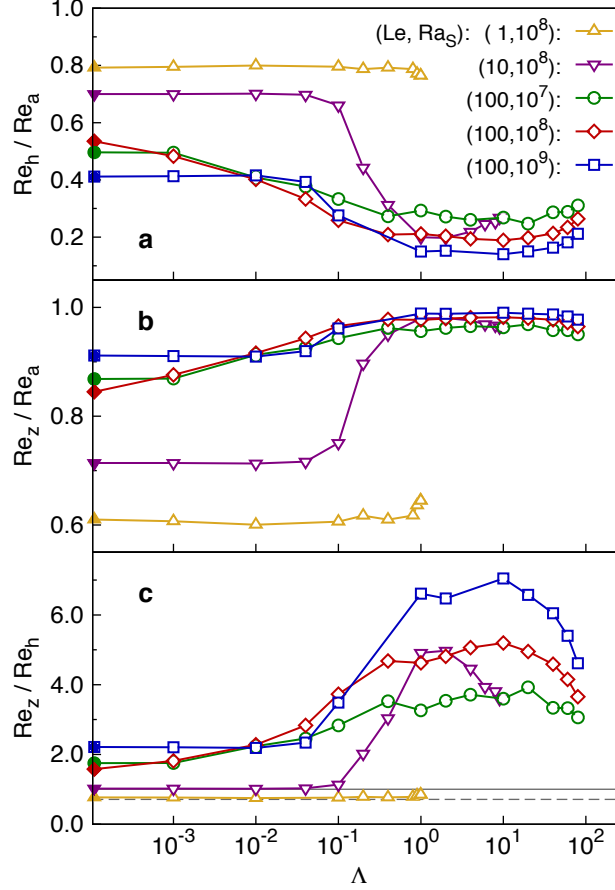 (Le, Ra_S): ( 1,10^8):
(10,10^8):
(100,10^7):
(100,10^8):
(100,10^9):
1.0
0.8
0.6
0.4
0.2
Re_h / Re_a
a
1.0
0.8
0.6
Re_z / Re_a
b
6.0
4.0
2.0
0.0
Re_z / Re_h
c
10^-3 10^-2 10^-1 10^0 10^1 10^2
Λ